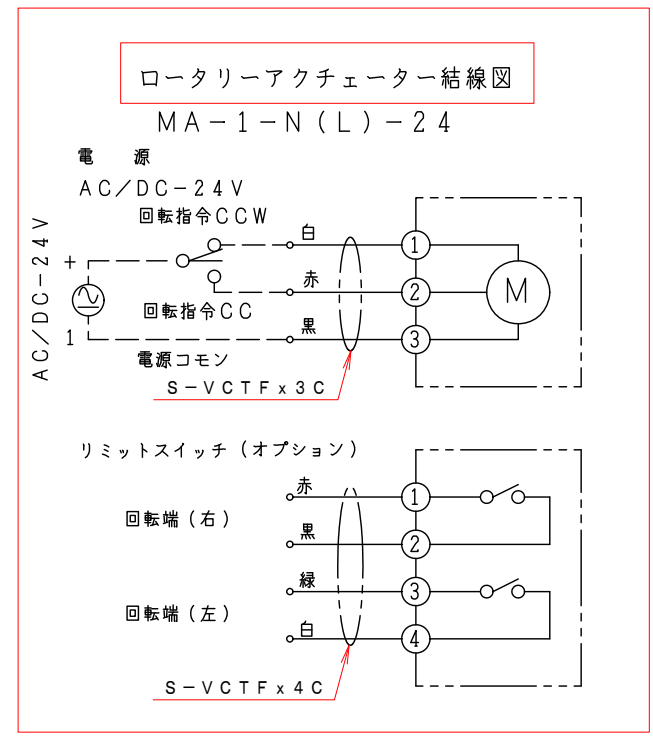 ロータリーアクチェーター結線図
MA-1-N(L)-24
電 源
AC/DC-24V
回転指令CCW
AC/DC-24V
+
1
回転指令CC
電源コモン
白
赤
黒
1
2
3
M
S-VCTFx3C
リミットスイッチ(オプション)
回転端(右)
回転端(左)
赤
黒
緑
白
1
2
3
4
S-VCTFx4C